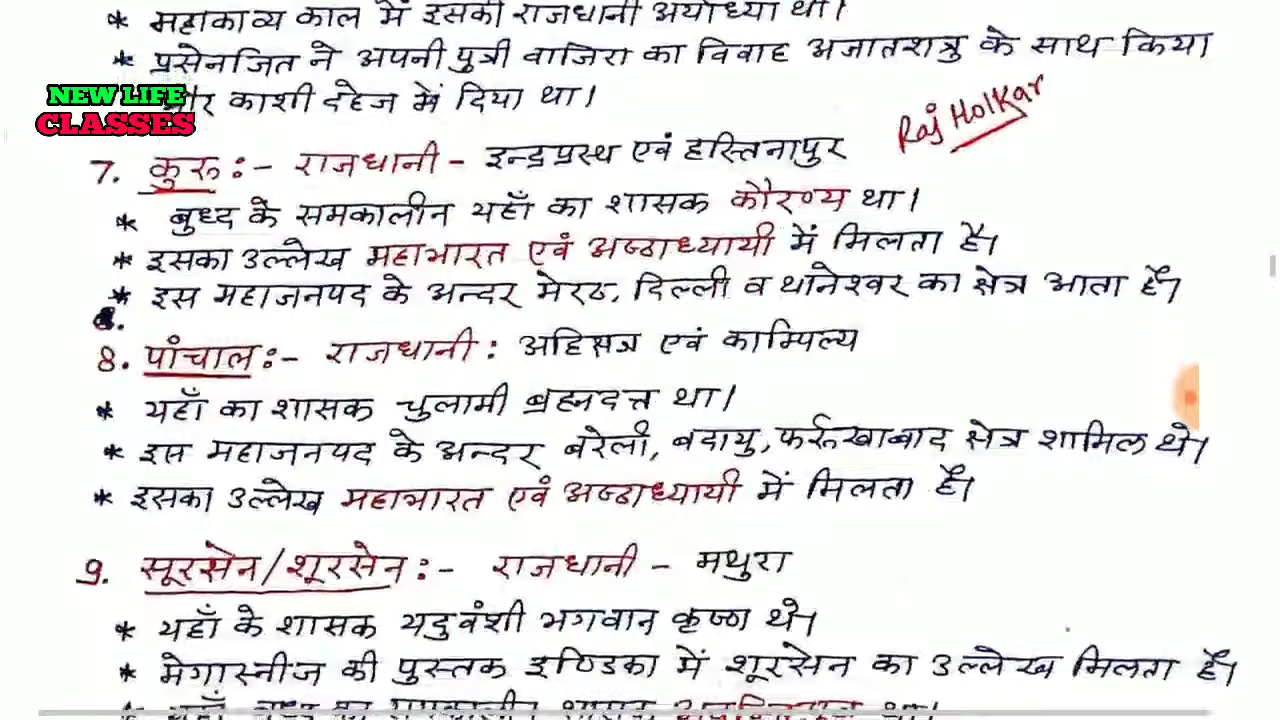 * महाकाव्य काल में इसकी राजधानी अयोध्या थी।
* प्रसेनजित ने अपनी पुत्री वाजिरा का विवाह अजातशत्रु के साथ किया
और काशी दहेज में दिया था।
NEW LIFE
CLASSES
Raj Holkar
7. कुरू :- राजधानी - इन्द्रप्रस्थ एवं हस्तिनापुर
* बुध्द के समकालीन यहाँ का शासक कौरण्य था।
* इसका उल्लेख महाभारत एवं अष्ठाध्यायी में मिलता है।
* इस महाजनपद के अन्दर मेरठ, दिल्ली व थानेश्वर का क्षेत्र आता है।
8. पांचाल :- राजधानी : अहिसत्र एवं काम्पिल्य
* यहाँ का शासक चुलामी ब्रह्मदत्त था।
* इस महाजनपद के अन्दर बरेली, बदायु, फर्रूखाबाद क्षेत्र शामिल थे।
* इसका उल्लेख महाभारत एवं अष्ठाध्यायी में मिलता है।
9. सूरसेन/शूरसेन :- राजधानी - मथुरा
* यहाँ के शासक यदुवंशी भगवान कृष्ण थे।
* मेगास्नीज की पुस्तक इण्डिका में शूरसेन का उल्लेख मिलता है।